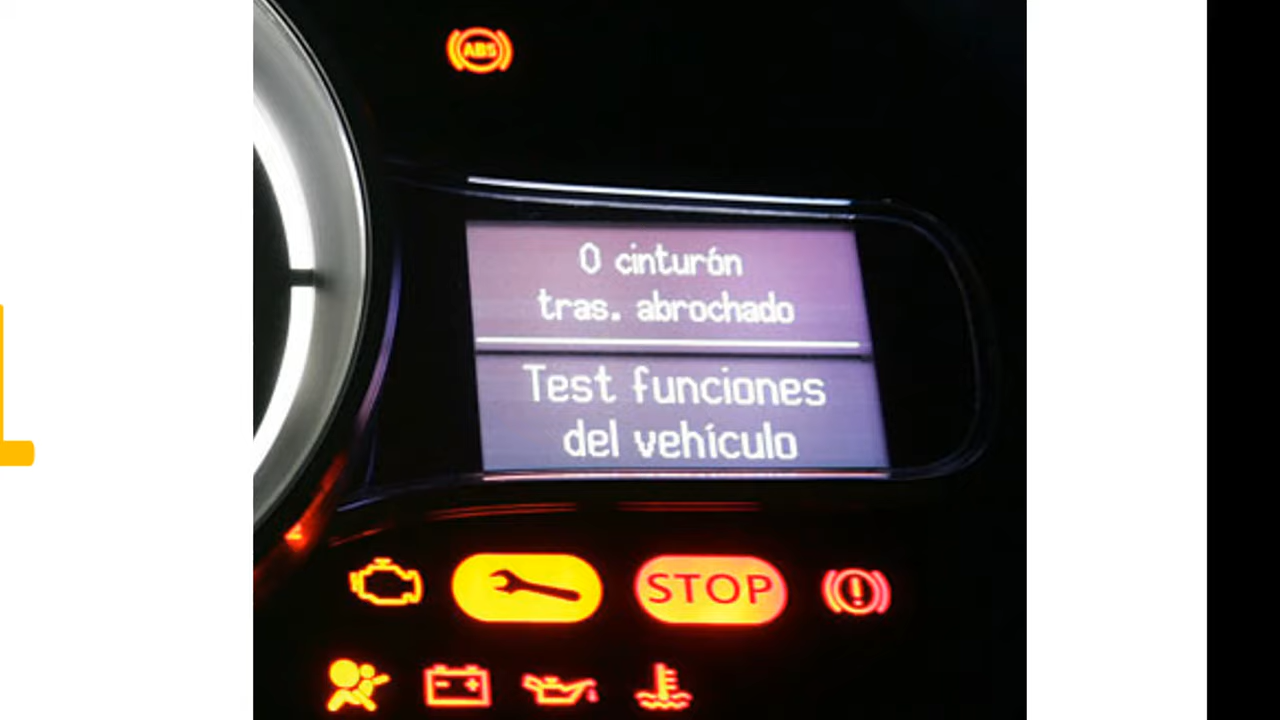 ABS
0 cinturón
tras. abrochado
Test funciones
del vehículo
STOP